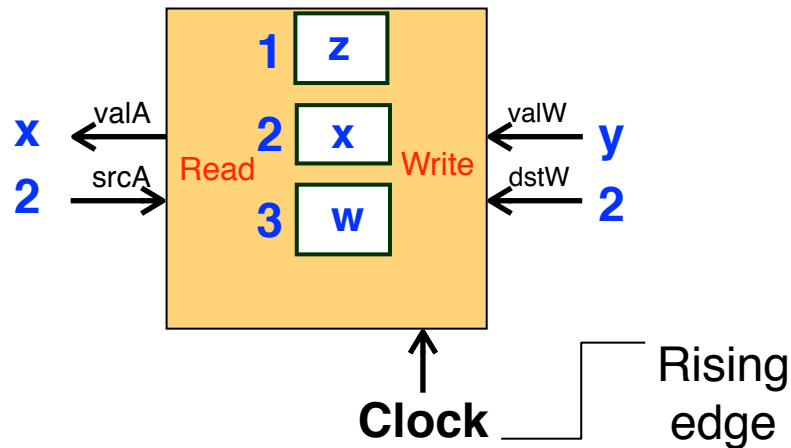 1 z
x valA 2 x valW y
Read Write
2 srcA 3 w dstW 2
Clock
Rising
edge